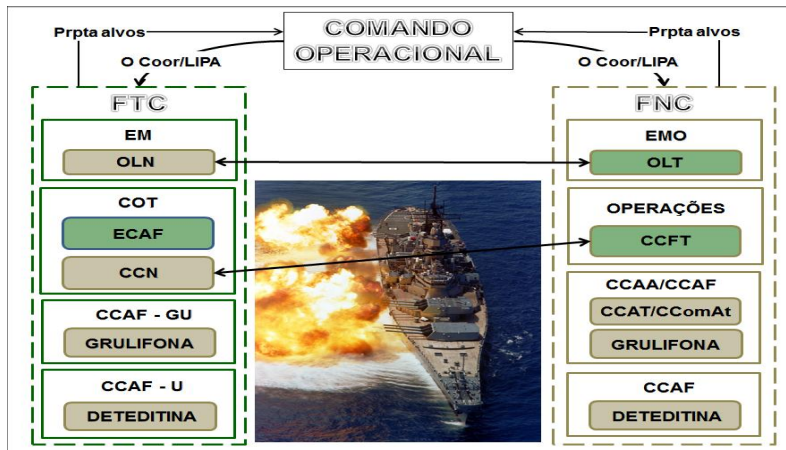 COMANDO
OPERACIONAL
Prpta alvos
Prpta alvos
O Coor/LIPA
O Coor/LIPA
FTC
EM
OLN
COT
ECAF
CCN
CCAF - GU
GRULIFONA
CCAF - U
DETEDITINA
FNC
EMO
OLT
OPERAÇÕES
CCFT
CCAA/CCAF
CCAT/CComAt
GRULIFONA
CCAF
DETEDITINA